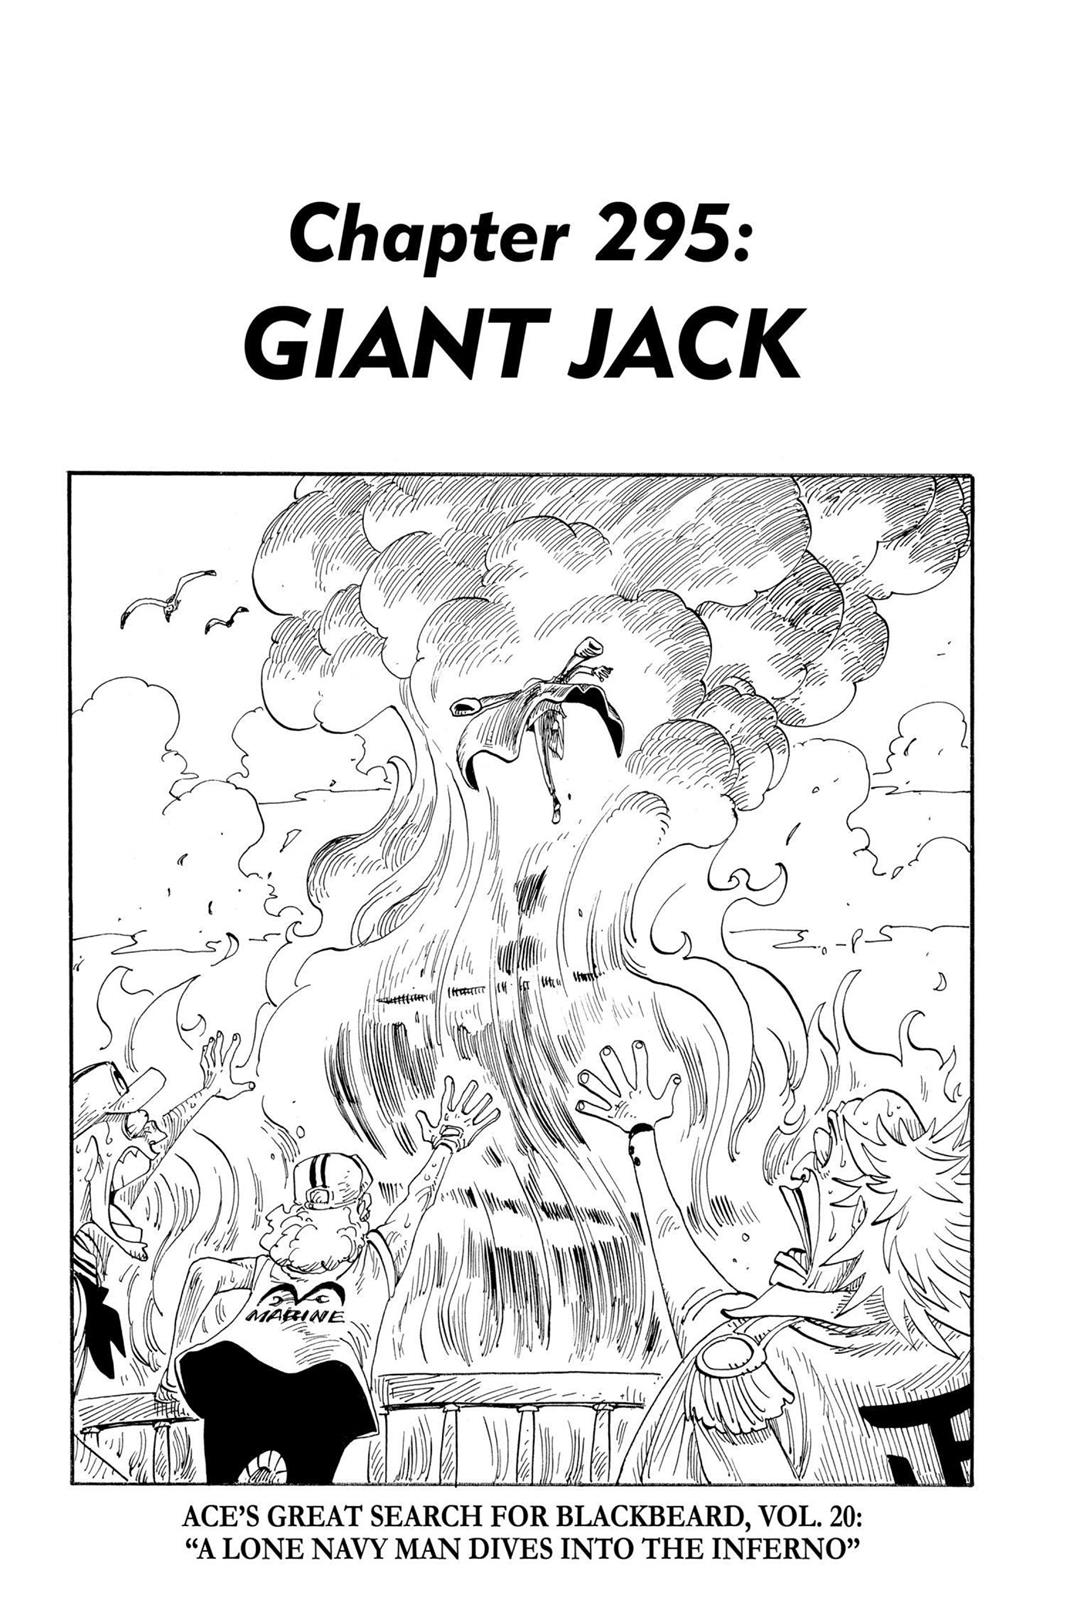 Chapter 295:
GIANT JACK
MARINE
ACE'S GREAT SEARCH FOR BLACKBEARD, VOL. 20:
"A LONE NAVY MAN DIVES INTO THE INFERNO"